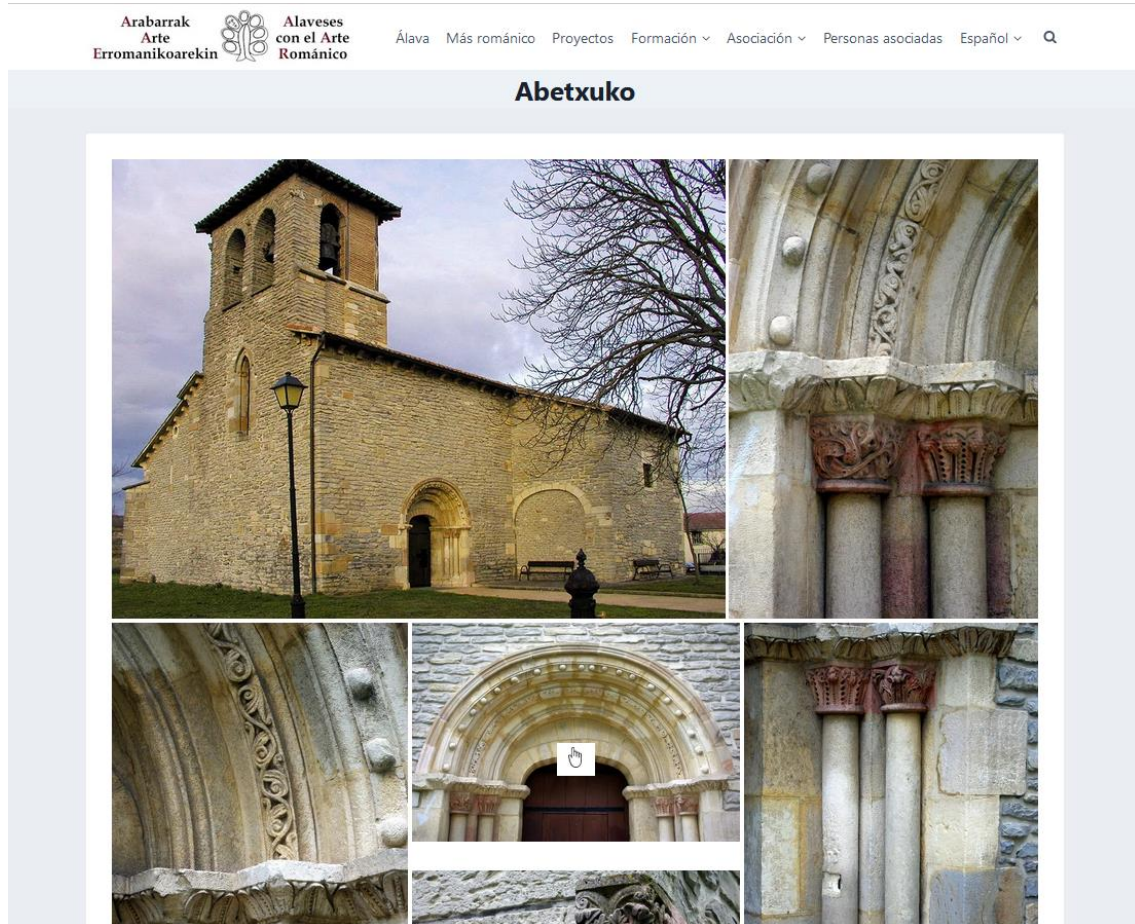 Arabarrak
Arte
Erromanikoarekin
Alaveses
con el Arte
Románico
Álava Más románico Proyectos Formación Asociación Personas asociadas Español
Abetxuko